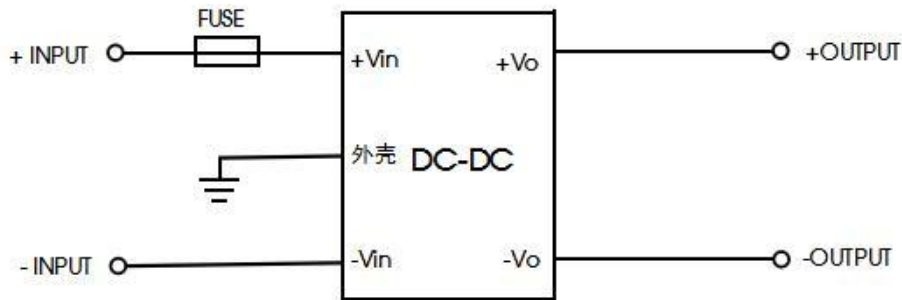 FUSE
+ INPUT
+Vin
+Vo
+OUTPUT
外壳
DC-DC
- INPUT
-Vin
-Vo
-OUTPUT